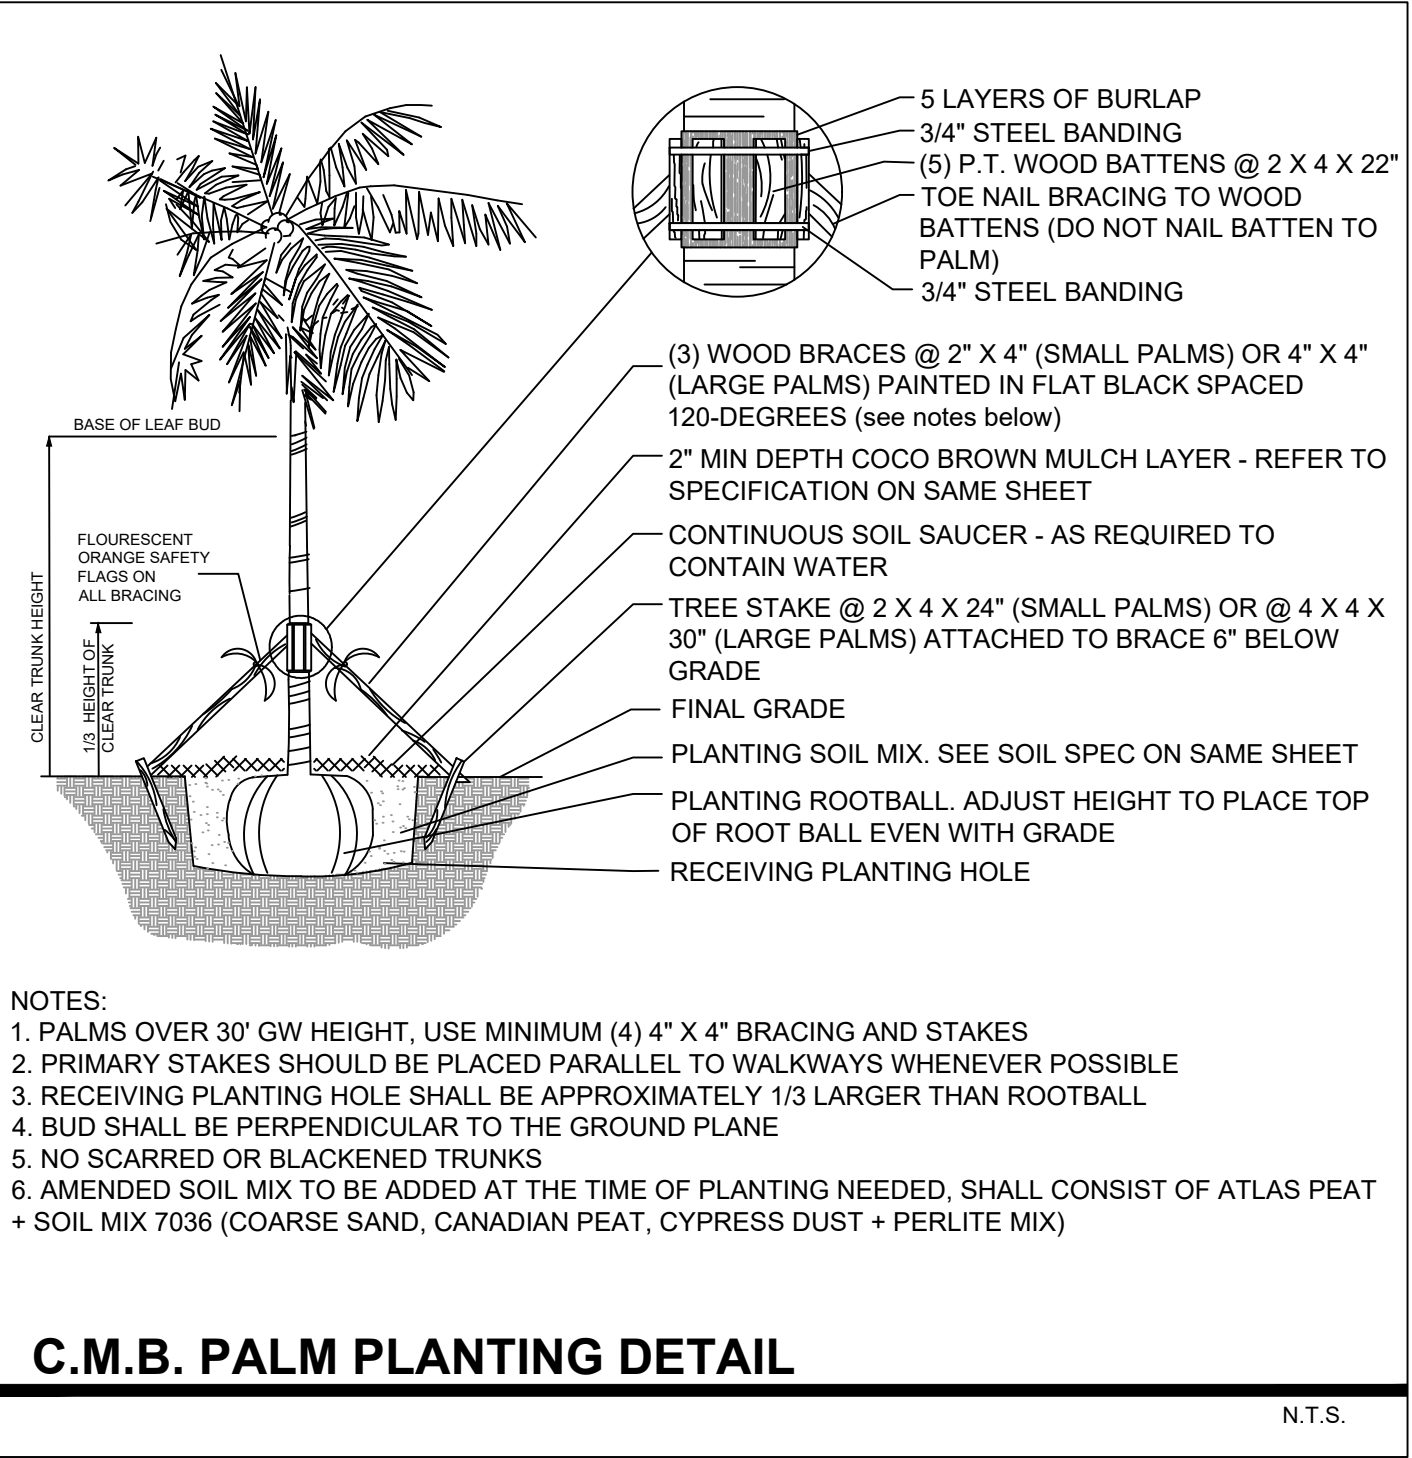 5 LAYERS OF BURLAP
3/4" STEEL BANDING
(5) P.T. WOOD BATTENS @ 2 X 4 X 22"
TOE NAIL BRACING TO WOOD
BATTENS (DO NOT NAIL BATTEN TO
PALM)
3/4" STEEL BANDING
(3) WOOD BRACES @ 2" X 4" (SMALL PALMS) OR 4" X 4"
(LARGE PALMS) PAINTED IN FLAT BLACK SPACED
120-DEGREES (see notes below)
2" MIN DEPTH COCO BROWN MULCH LAYER - REFER TO
SPECIFICATION ON SAME SHEET
CONTINUOUS SOIL SAUCER - AS REQUIRED TO
CONTAIN WATER
TREE STAKE @ 2 X 4 X 24" (SMALL PALMS) OR @ 4 X 4 X
30" (LARGE PALMS) ATTACHED TO BRACE 6" BELOW
GRADE
FINAL GRADE
PLANTING SOIL MIX. SEE SOIL SPEC ON SAME SHEET
PLANTING ROOTBALL. ADJUST HEIGHT TO PLACE TOP
OF ROOT BALL EVEN WITH GRADE
RECEIVING PLANTING HOLE
BASE OF LEAF BUD
FLOURESCENT
ORANGE SAFETY
FLAGS ON
ALL BRACING
CLEAR TRUNK HEIGHT
1/3 HEIGHT OF
CLEAR TRUNK
NOTES:
1. PALMS OVER 30' GW HEIGHT, USE MINIMUM (4) 4" X 4" BRACING AND STAKES
2. PRIMARY STAKES SHOULD BE PLACED PARALLEL TO WALKWAYS WHENEVER POSSIBLE
3. RECEIVING PLANTING HOLE SHALL BE APPROXIMATELY 1/3 LARGER THAN ROOTBALL
4. BUD SHALL BE PERPENDICULAR TO THE GROUND PLANE
5. NO SCARRED OR BLACKENED TRUNKS
6. AMENDED SOIL MIX TO BE ADDED AT THE TIME OF PLANTING NEEDED, SHALL CONSIST OF ATLAS PEAT
+ SOIL MIX 7036 (COARSE SAND, CANADIAN PEAT, CYPRESS DUST + PERLITE MIX)
C.M.B. PALM PLANTING DETAIL
N.T.S.